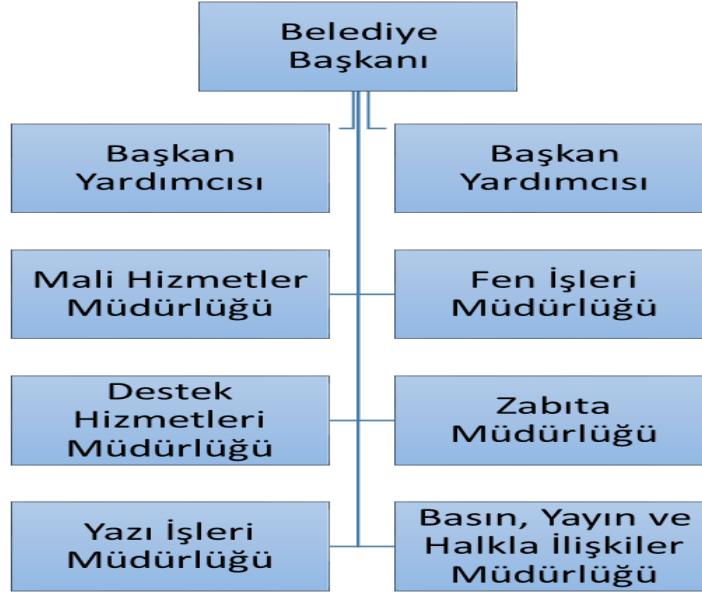 Belediye
Başkanı
Başkan
Yardımcısı
Başkan
Yardımcısı
Mali Hizmetler
Müdürlüğü
Fen İşleri
Müdürlüğü
Destek
Hizmetleri
Müdürlüğü
Zabıta
Müdürlüğü
Yazı İşleri
Müdürlüğü
Basın, Yayın ve
Halkla İlişkiler
Müdürlüğü